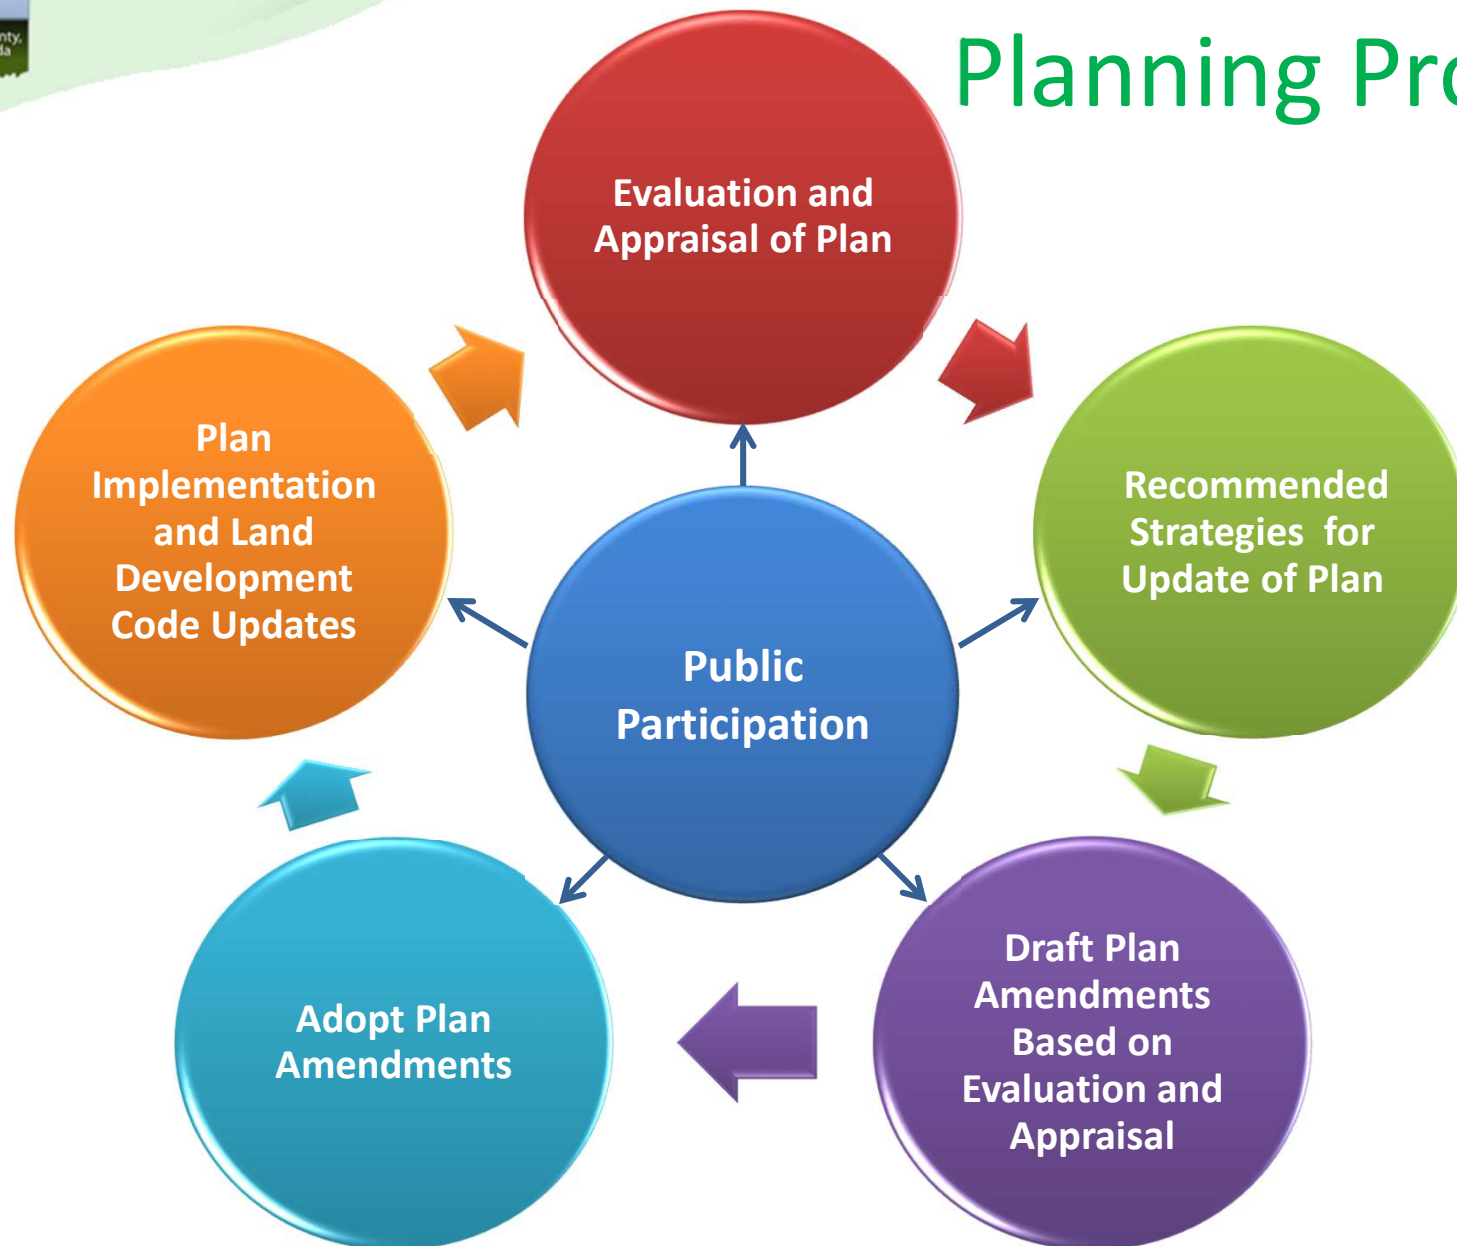 Planning Pro
Evaluation and
Appraisal of Plan
Recommended
Strategies  for
Update of Plan
Draft Plan
Amendments
Based on
Evaluation and
Appraisal
Adopt Plan
Amendments
Plan
Implementation
and Land
Development
Code Updates
Public
Participation